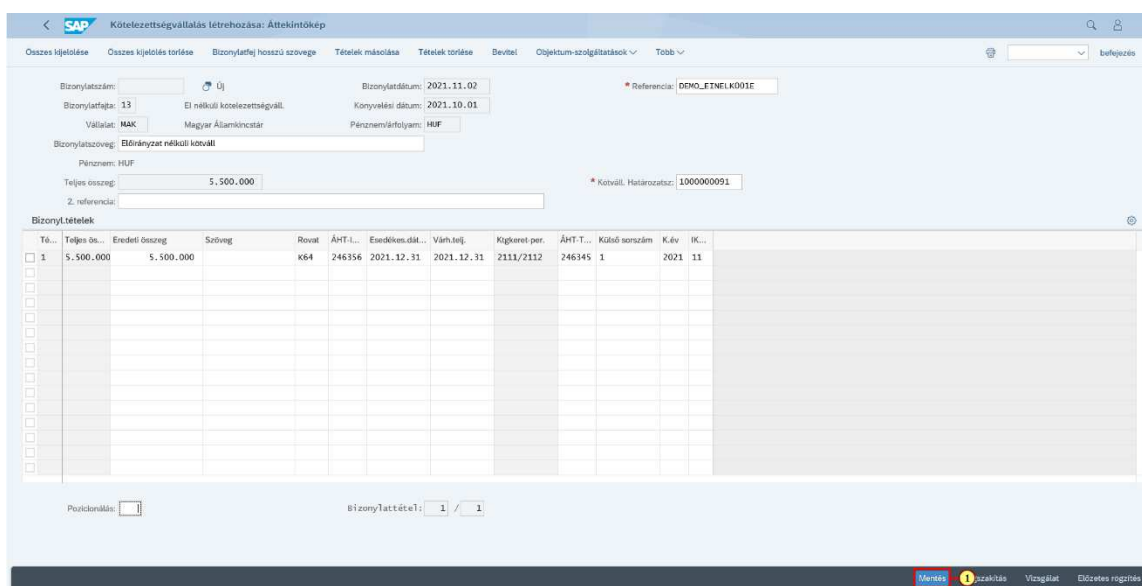 SAP Kötelezettségvállalás létrehozása: Áttekintőkép
Összes kijelölése Összes kijelölés törlése Bizonylatfej hosszú szövege Tételek másolása Tételek törlése Bevitel Objektum-szolgáltatások Több befejezés
Bizonylatszám: Új Bizonylatdátum: 2021.11.02 * Referencia: DEMO_EINELK001E
Bizonylatfajta: 13 Ei nélküli kötelezettségváll. Könyvelési dátum: 2021.10.01
Vállalat: MAK Magyar Államkincstár Pénznem/árfolyam: HUF
Bizonylatszöveg: Előirányzat nélküli kötváll
Pénznem: HUF
Teljes összeg: 5.500.000 * Kötváll. Határozatsz: 1000000091
2. referencia:
Bizonyl.tételek
Té... Teljes ös... Eredeti összeg Szöveg Rovat ÁHT-I... Esedékes.dát... Várh.telj. Ktgkeret-per. ÁHT-T... Külső sorszám K.év IK...
1 5.500.000 5.500.000 K64 246356 2021.12.31 2021.12.31 2111/2112 246345 1 2021 11
Pozicionálás: Bizonylattétel: 1 / 1
Mentés 1 szakítás Vizsgálat Előzetes rögzítés